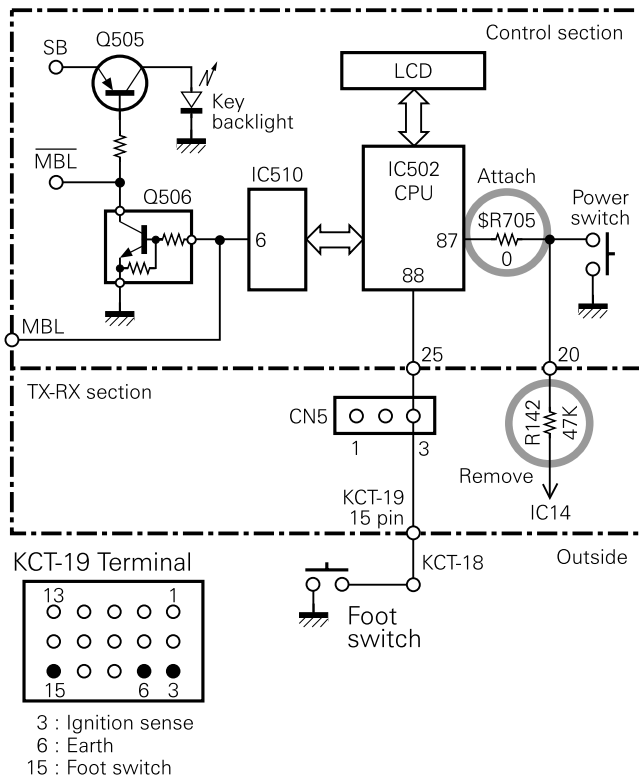 Control section
Q505
SB
LCD
Key
backlight
MBL
Q506
IC510
IC502
CPU
Attach
$R705
0
Power
switch
6
87
88
MBL
25
20
TX-RX section
CN5
1
3
R142
47K
Remove
IC14
KCT-19
15 pin
KCT-18
Outside
KCT-19 Terminal
Foot
switch
13
1
15
6
3
3 : Ignition sense
6 : Earth
15 : Foot switch